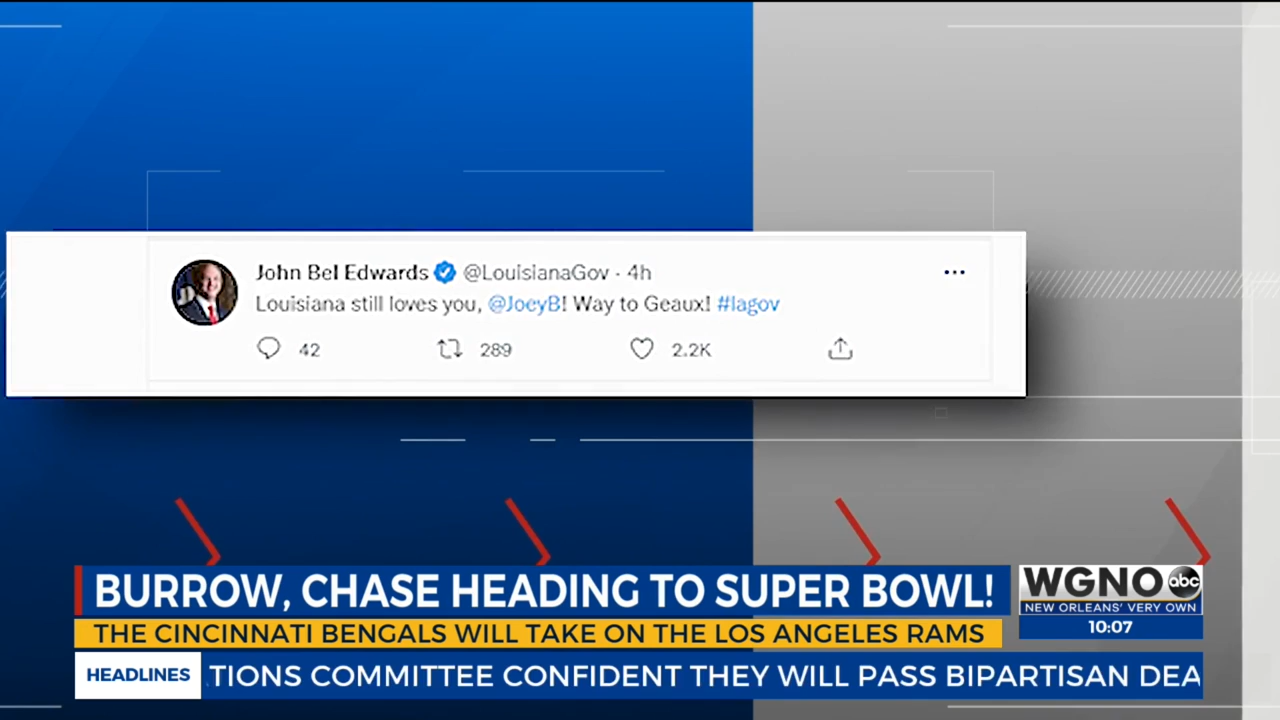 John Bel Edwards @LouisianaGov · 4h
Louisiana still loves you, @JoeyB! Way to Geaux! #lagov
42 289 2.2K
BURROW, CHASE HEADING TO SUPER BOWL!
THE CINCINNATI BENGALS WILL TAKE ON THE LOS ANGELES RAMS
WGNO abc
NEW ORLEANS' VERY OWN
10:07
HEADLINES TIONS COMMITTEE CONFIDENT THEY WILL PASS BIPARTISAN DEA